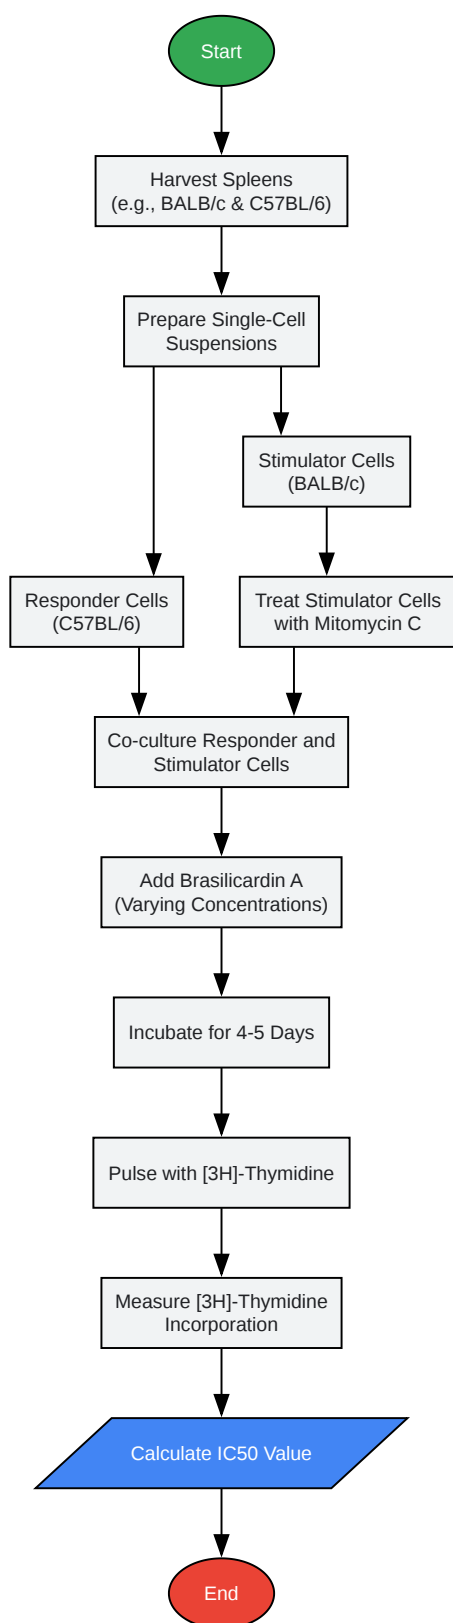 Start
Harvest Spleens
(e.g., BALB/c & C57BL/6)
Prepare Single-Cell
Suspensions
Stimulator Cells
(BALB/c)
Responder Cells
(C57BL/6)
Treat Stimulator Cells
with Mitomycin C
Co-culture Responder and
Stimulator Cells
Add Brasilicardin A
(Varying Concentrations)
Incubate for 4-5 Days
Pulse with [3H]-Thymidine
Measure [3H]-Thymidine
Incorporation
Calculate IC50 Value
End